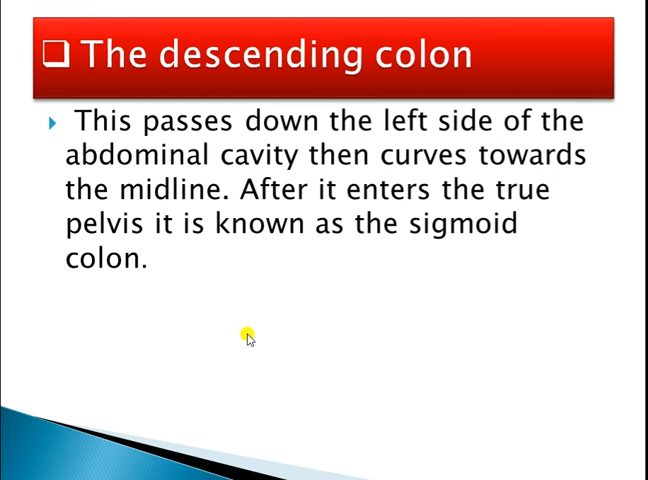 The descending colon
This passes down the left side of the
abdominal cavity then curves towards
the midline. After it enters the true
pelvis it is known as the sigmoid
colon.